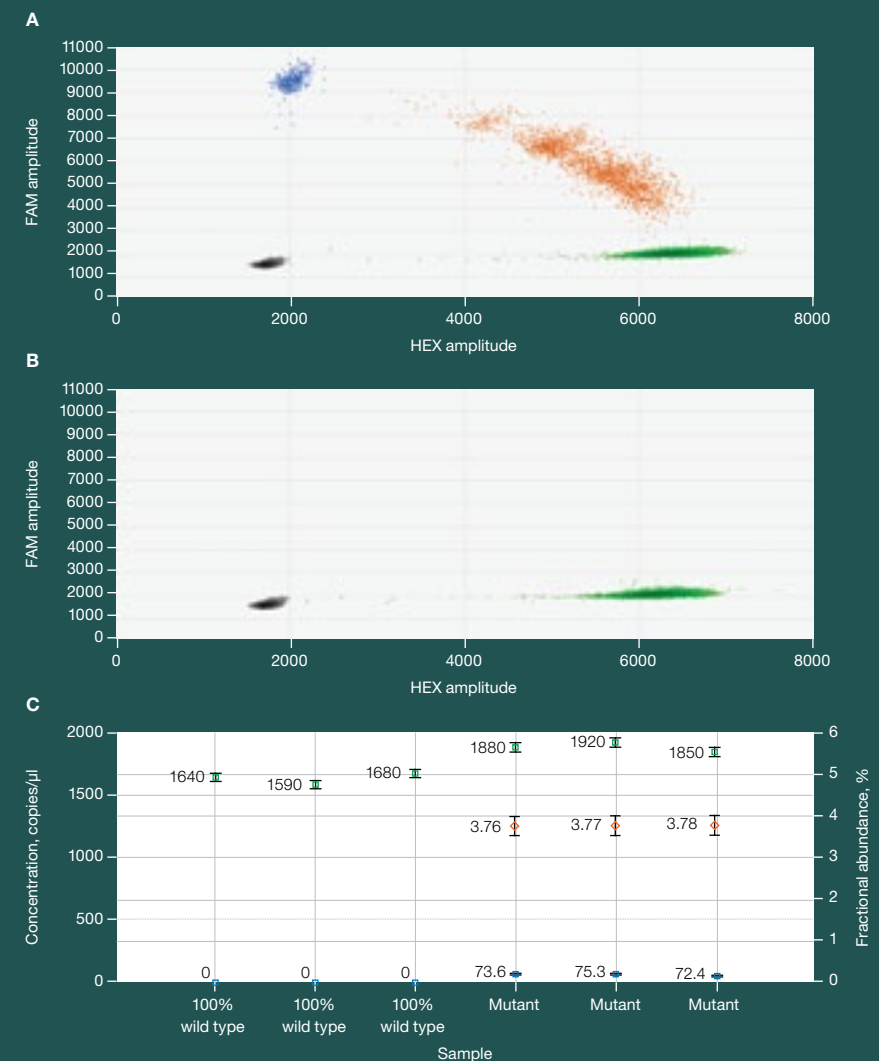 A
11000
10000
9000
8000
7000
6000
5000
4000
3000
2000
1000
0
FAM amplitude
0 2000 4000 6000 8000
HEX amplitude
B
11000
10000
9000
8000
7000
6000
5000
4000
3000
2000
1000
0
FAM amplitude
0 2000 4000 6000 8000
HEX amplitude
C
2000
1500
1000
500
0
Concentration, copies/µl
1640 1590 1680 1880 1920 1850
3.76 3.77 3.78
0 0 0 73.6 75.3 72.4
6
5
4
3
2
1
0
Fractional abundance, %
100% 100% 100% Mutant Mutant Mutant
wild type wild type wild type
Sample